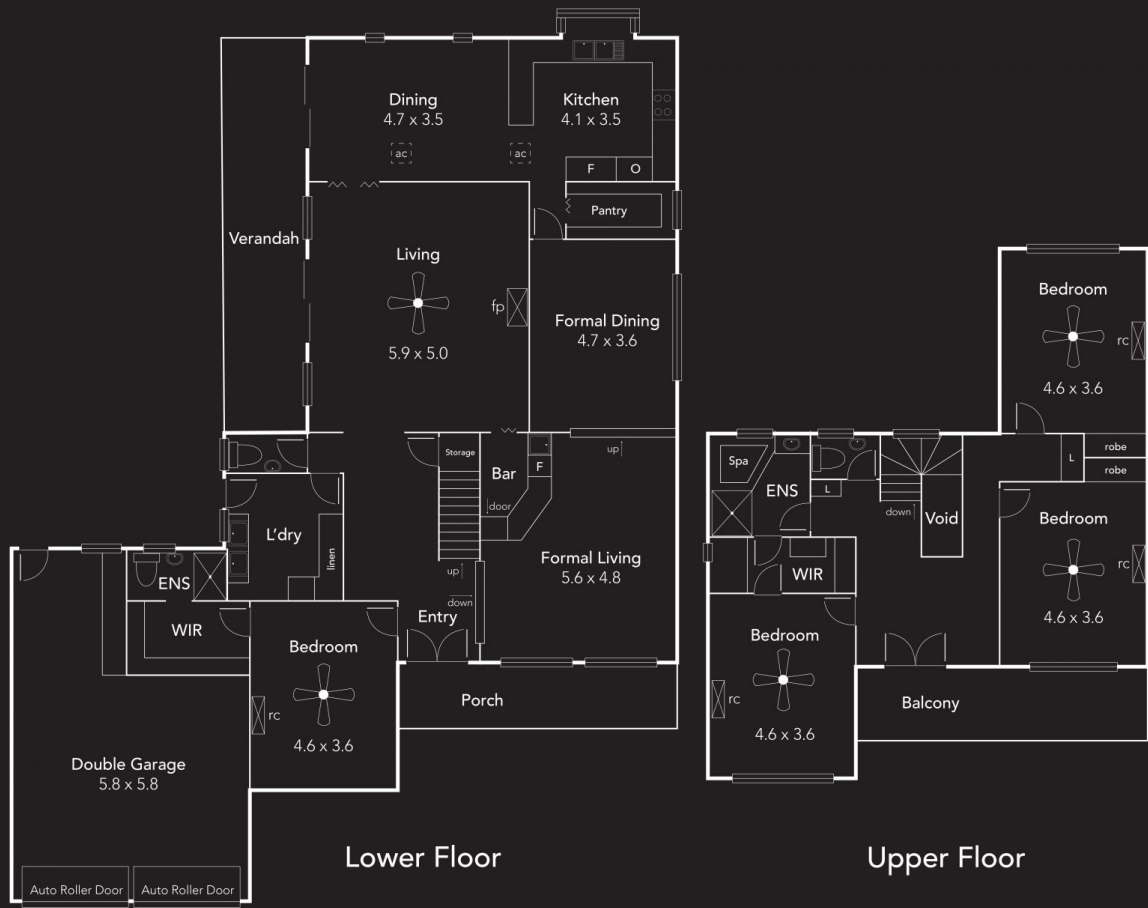 Dining
4.7 x 3.5
Kitchen
4.1 x 3.5
ac
ac
F
O
Pantry
Verandah
Living
5.9 x 5.0
fp
Formal Dining
4.7 x 3.6
up
Storage
Bar
F
door
L'dry
linen
Formal Living
5.6 x 4.8
up
down
Entry
ENS
WIR
Bedroom
rc
4.6 x 3.6
Porch
Double Garage
5.8 x 5.8
Auto Roller Door
Auto Roller Door
Lower Floor
Bedroom
rc
4.6 x 3.6
L
robe
robe
Spa
ENS
L
down
Void
Bedroom
rc
4.6 x 3.6
WIR
Bedroom
rc
4.6 x 3.6
Balcony
Upper Floor